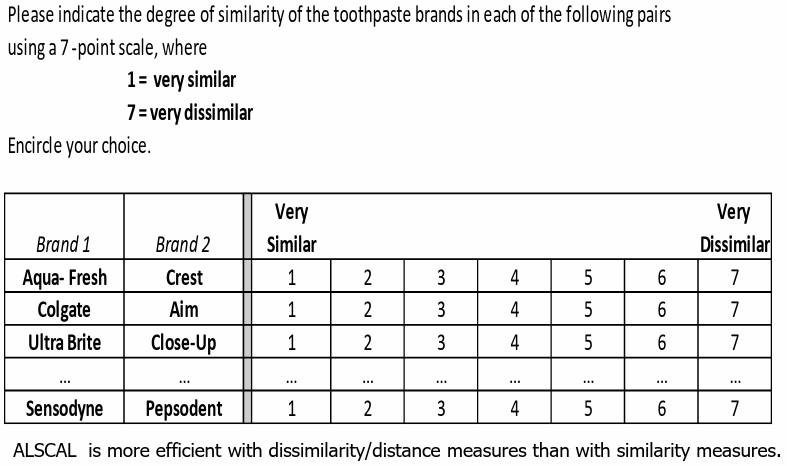 Please indicate the degree of similarity of the toothpaste brands in each of the following pairs
using a 7-point scale, where
1 = very similar
7 = very dissimilar
Encircle your choice.
Very Very
Brand 1 Brand 2 Similar Dissimilar
Aqua- Fresh Crest 1 2 3 4 5 6 7
Colgate Aim 1 2 3 4 5 6 7
Ultra Brite Close-Up 1 2 3 4 5 6 7
... ... ... ... ... ... ... ... ...
Sensodyne Pepsodent 1 2 3 4 5 6 7
ALSCAL is more efficient with dissimilarity/distance measures than with similarity measures.